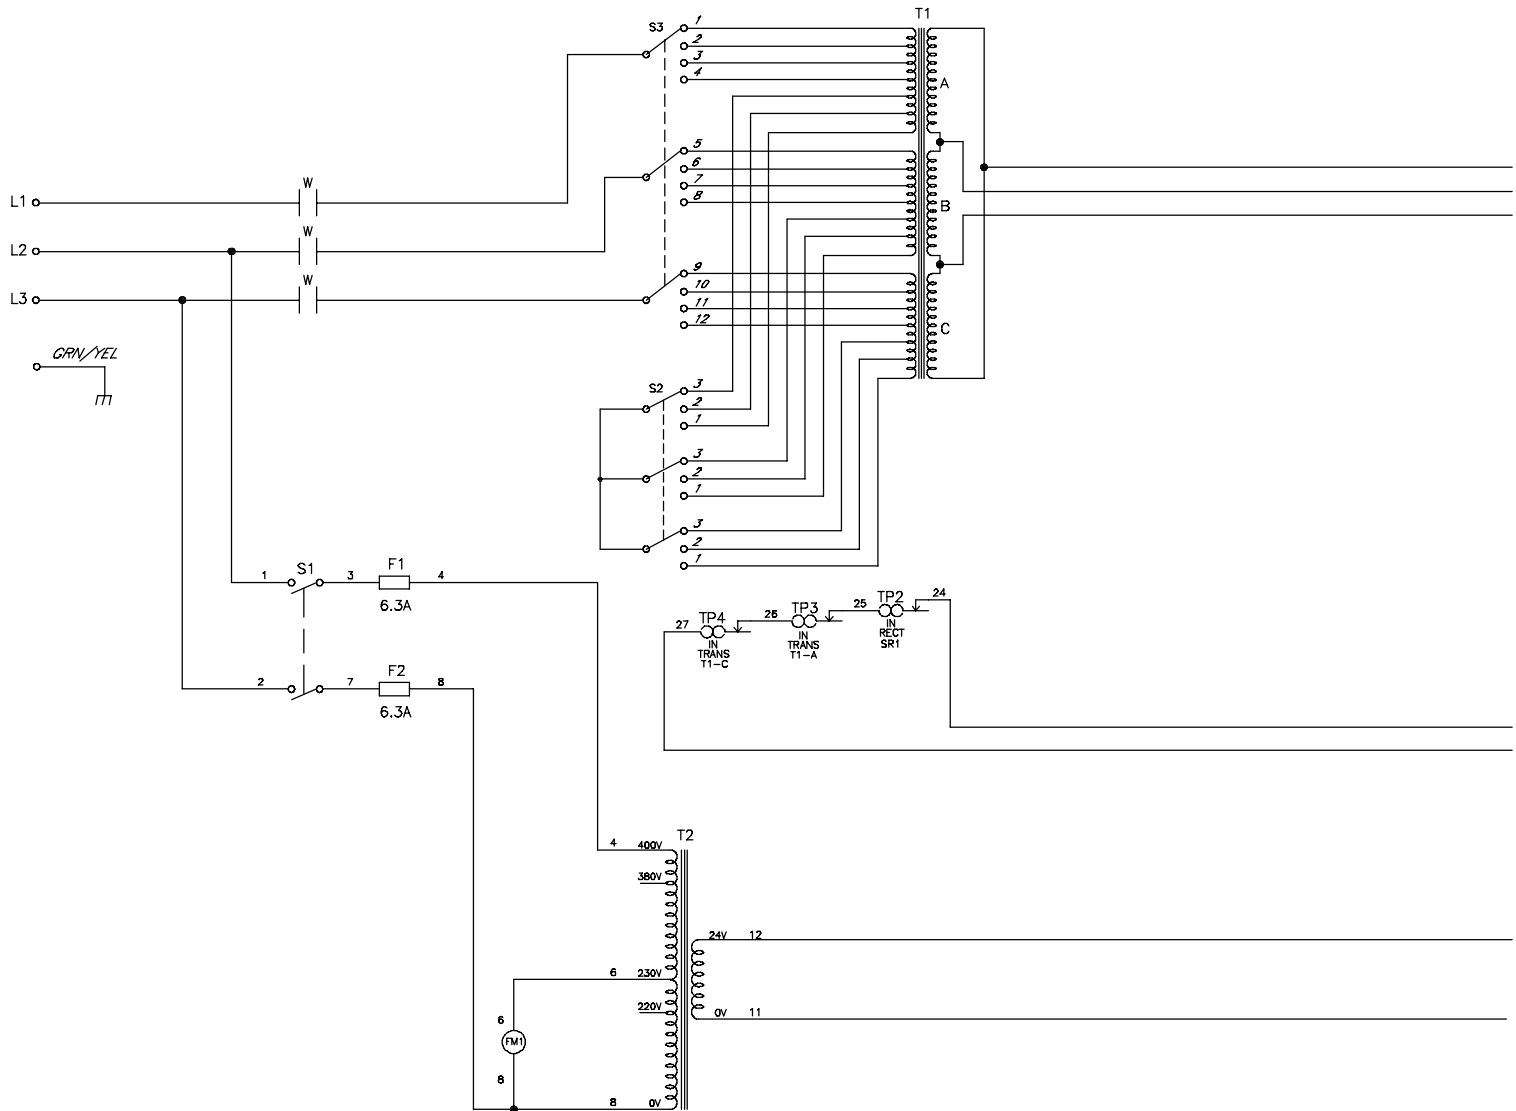 T1
S3
1
2
3
4
A
5
6
7
8
B
W
L1
W
L2
W
L3
9
10
11
12
C
GRN/YEL
S2
3
2
1
3
2
1
3
2
1
1
S1
3
F1
4
6.3A
2
7
F2
8
6.3A
27
TP4
IN
TRANS
T1-C
26
TP3
IN
TRANS
T1-A
25
TP2
IN
RECT
SR1
24
T2
4
400V
380V
6
230V
220V
6
FM1
8
8
0V
24V
12
0V
11